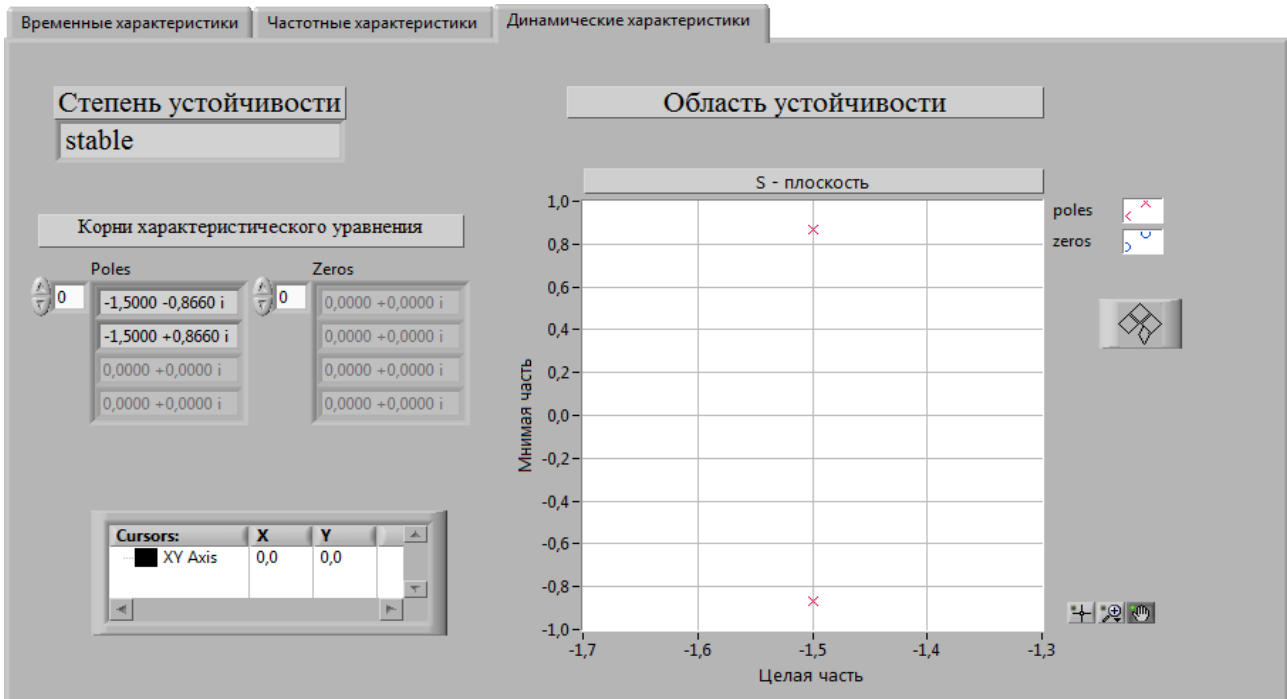 Временные характеристики
Частотные характеристики
Динамические характеристики
Степень устойчивости
stable
Область устойчивости
Корни характеристического уравнения
Poles
0
-1,5000 -0,8660 i
-1,5000 +0,8660 i
0,0000 +0,0000 i
0,0000 +0,0000 i
Zeros
0
0,0000 +0,0000 i
0,0000 +0,0000 i
0,0000 +0,0000 i
0,0000 +0,0000 i
Cursors: X Y
XY Axis 0,0 0,0
S - плоскость
1,0
0,8
0,6
0,4
0,2
0,0
-0,2
-0,4
-0,6
-0,8
-1,0
Мнимая часть
-1,7 -1,6 -1,5 -1,4 -1,3
Целая часть
poles
zeros